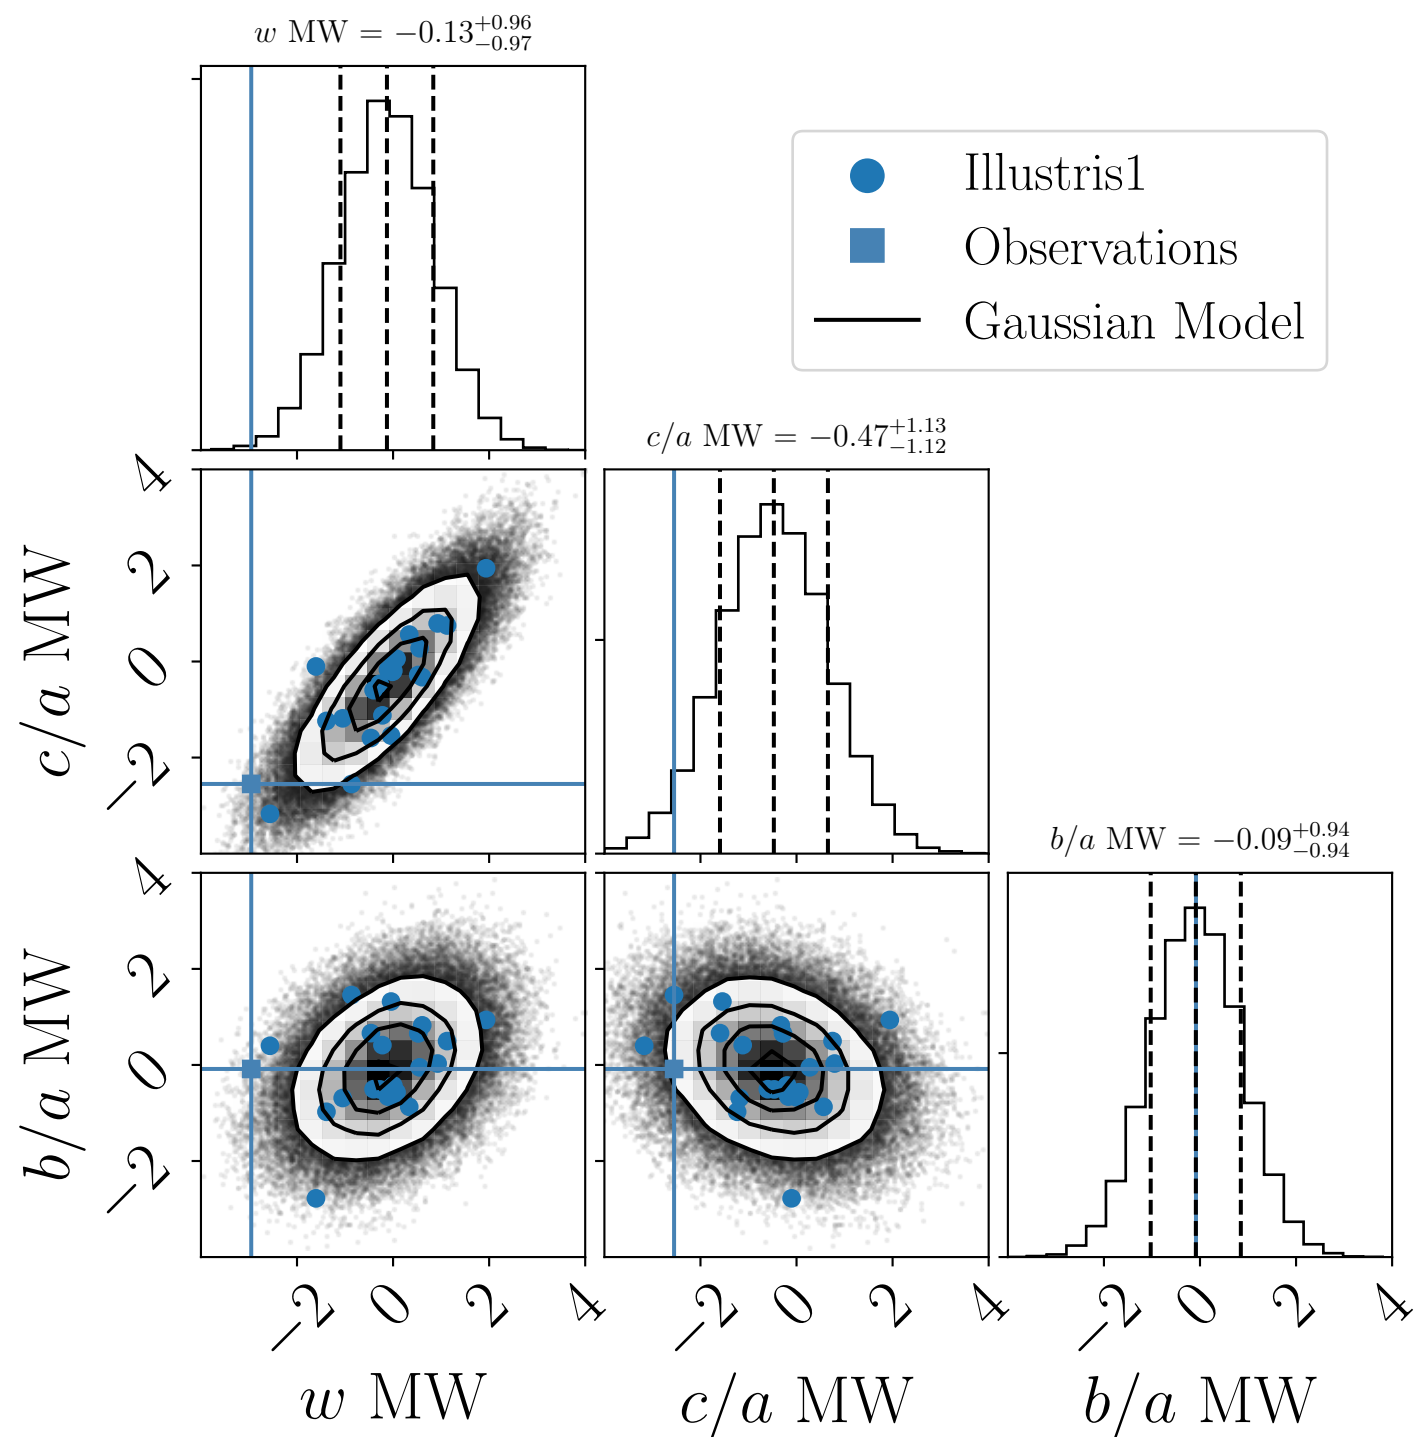 w MW = −0.13+0.96 −0.97
Illustris1
Observations
Gaussian Model
c/a MW = −0.47+1.13 −1.12
4
2
0
−2
c/a MW
b/a MW = −0.09+0.94 −0.94
4
2
0
−2
b/a MW
−2 0 2 4
−2 0 2 4
−2 0 2 4
w MW
c/a MW
b/a MW